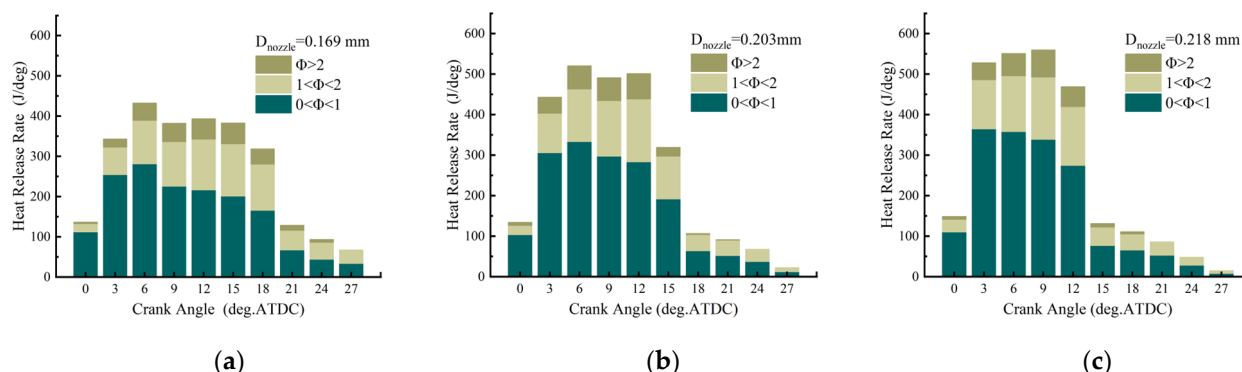 D_nozzle=0.169 mm
Φ>2
1<Φ<2
0<Φ<1
Heat Release Rate (J/deg)
600
500
400
300
200
100
0
0 3 6 9 12 15 18 21 24 27
Crank Angle (deg.ATDC)
(a)
D_nozzle=0.203mm
Φ>2
1<Φ<2
0<Φ<1
Heat Release Rate (J/deg)
600
500
400
300
200
100
0
0 3 6 9 12 15 18 21 24 27
Crank Angle (deg.ATDC)
(b)
D_nozzle=0.218 mm
Φ>2
1<Φ<2
0<Φ<1
Heat Release Rate (J/deg)
600
500
400
300
200
100
0
0 3 6 9 12 15 18 21 24 27
Crank Angle (deg.ATDC)
(c)